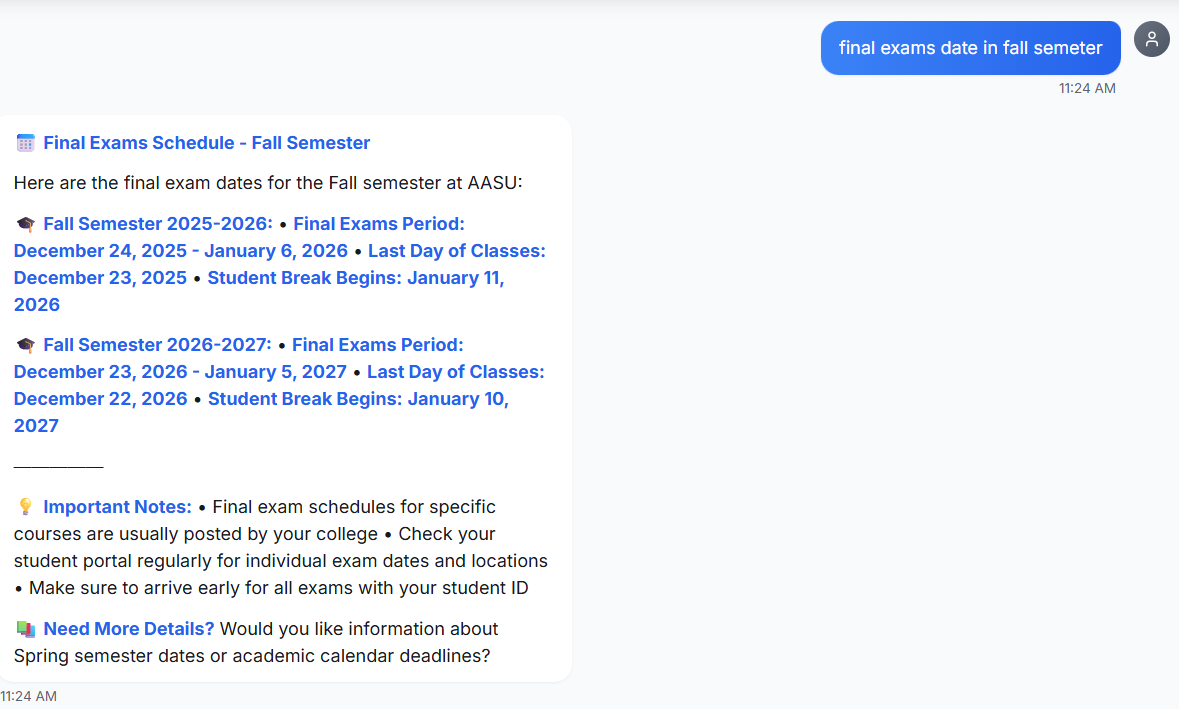 final exams date in fall semeter
11:24 AM
📅 Final Exams Schedule - Fall Semester
Here are the final exam dates for the Fall semester at AASU:
🎓 Fall Semester 2025-2026: • Final Exams Period:
December 24, 2025 - January 6, 2026 • Last Day of Classes:
December 23, 2025 • Student Break Begins: January 11,
2026
🎓 Fall Semester 2026-2027: • Final Exams Period:
December 23, 2026 - January 5, 2027 • Last Day of Classes:
December 22, 2026 • Student Break Begins: January 10,
2027
__________
💡 Important Notes: • Final exam schedules for specific
courses are usually posted by your college • Check your
student portal regularly for individual exam dates and locations
• Make sure to arrive early for all exams with your student ID
📚 Need More Details? Would you like information about
Spring semester dates or academic calendar deadlines?
11:24 AM